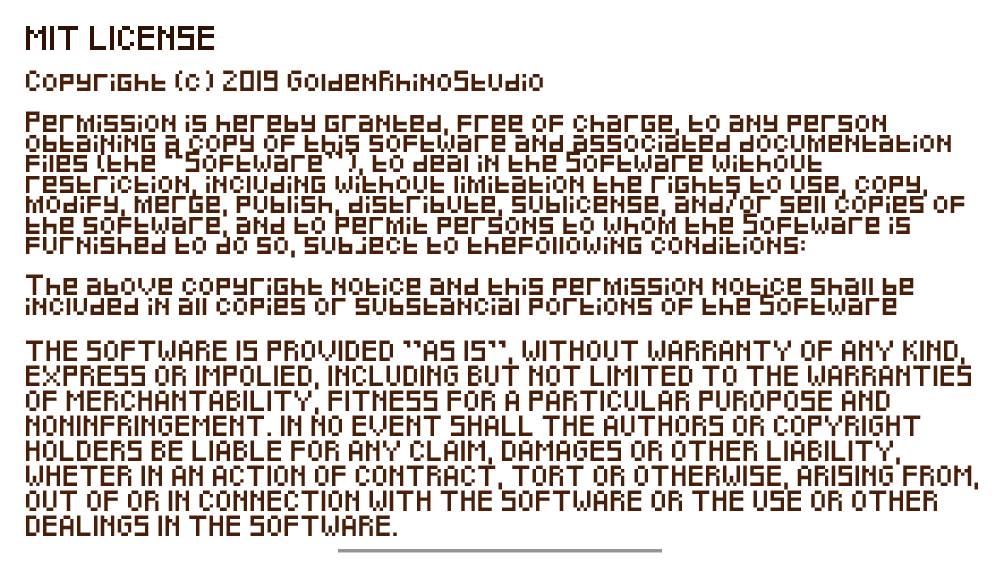 MIT LICENSE
Copyright (c) 2019 GoldenRhinoStudio
Permission is hereby granted, free of charge, to any person
obtaining a copy of this software and associated documentation
files (the "Software"), to deal in the Software without
restriction, including without limitation the rights to use, copy,
modify, merge, publish, distribute, sublicense, and/or sell copies of
the Software, and to permit persons to whom the Software is
furnished to do so, subject to thefollowing conditions:
The above copyright notice and this permission notice shall be
included in all copies or substancial portions of the Software
THE SOFTWARE IS PROVIDED "AS IS", WITHOUT WARRANTY OF ANY KIND,
EXPRESS OR IMPOLIED, INCLUDING BUT NOT LIMITED TO THE WARRANTIES
OF MERCHANTABILITY, FITNESS FOR A PARTICULAR PUROPOSE AND
NONINFRINGEMENT. IN NO EVENT SHALL THE AUTHORS OR COPYRIGHT
HOLDERS BE LIABLE FOR ANY CLAIM, DAMAGES OR OTHER LIABILITY,
WHETER IN AN ACTION OF CONTRACT, TORT OR OTHERWISE, ARISING FROM,
OUT OF OR IN CONNECTION WITH THE SOFTWARE OR THE USE OR OTHER
DEALINGS IN THE SOFTWARE.